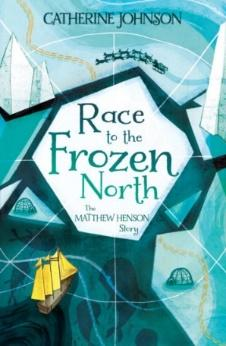 CATHERINE JOHNSON
Race
to the
Frozen
North
The
MATTHEW HENSON
Story